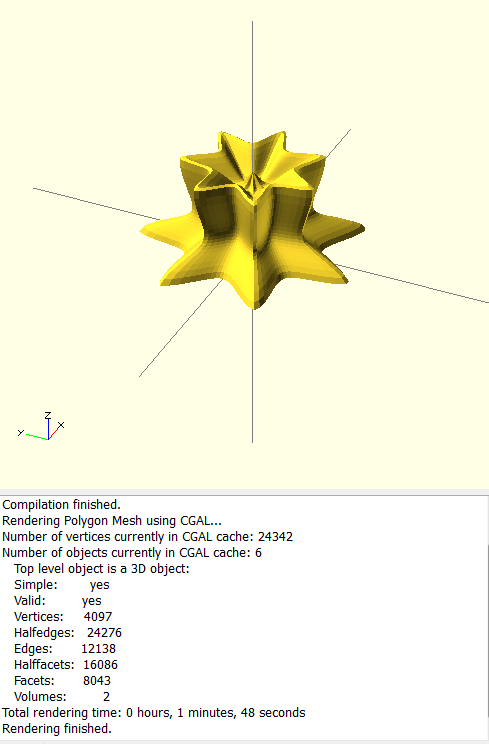 Z
Y
X
Compilation finished.
Rendering Polygon Mesh using CGAL...
Number of vertices currently in CGAL cache: 24342
Number of objects currently in CGAL cache: 6
Top level object is a 3D object:
Simple: yes
Valid: yes
Vertices: 4097
Halfedges: 24276
Edges: 12138
Halffacets: 16086
Facets: 8043
Volumes: 2
Total rendering time: 0 hours, 1 minutes, 48 seconds
Rendering finished.